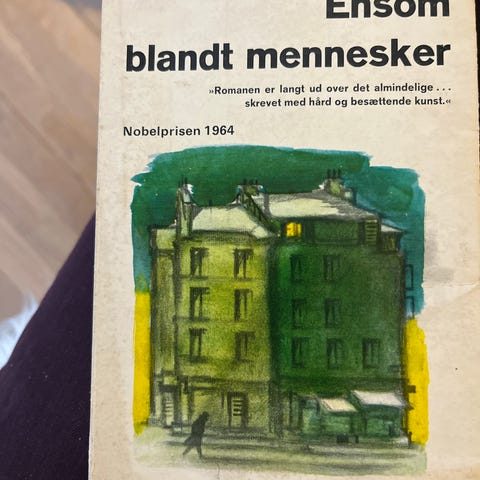 Ensom
blandt mennesker
»Romanen er langt ud over det almindelige...
skrevet med hård og besættende kunst.«
Nobelprisen 1964